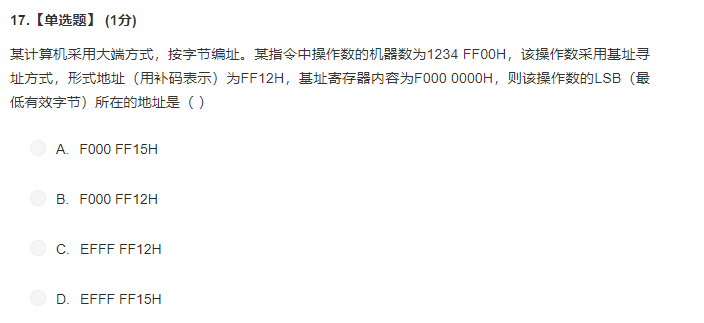 17.【单选题】 (1分)
某计算机采用大端方式，按字节编址。某指令中操作数的机器数为1234 FF00H，该操作数采用基址寻
址方式，形式地址（用补码表示）为FF12H，基址寄存器内容为F000 0000H，则该操作数的LSB（最
低有效字节）所在的地址是（ ）
A. F000 FF15H
B. F000 FF12H
C. EFFF FF12H
D. EFFF FF15H